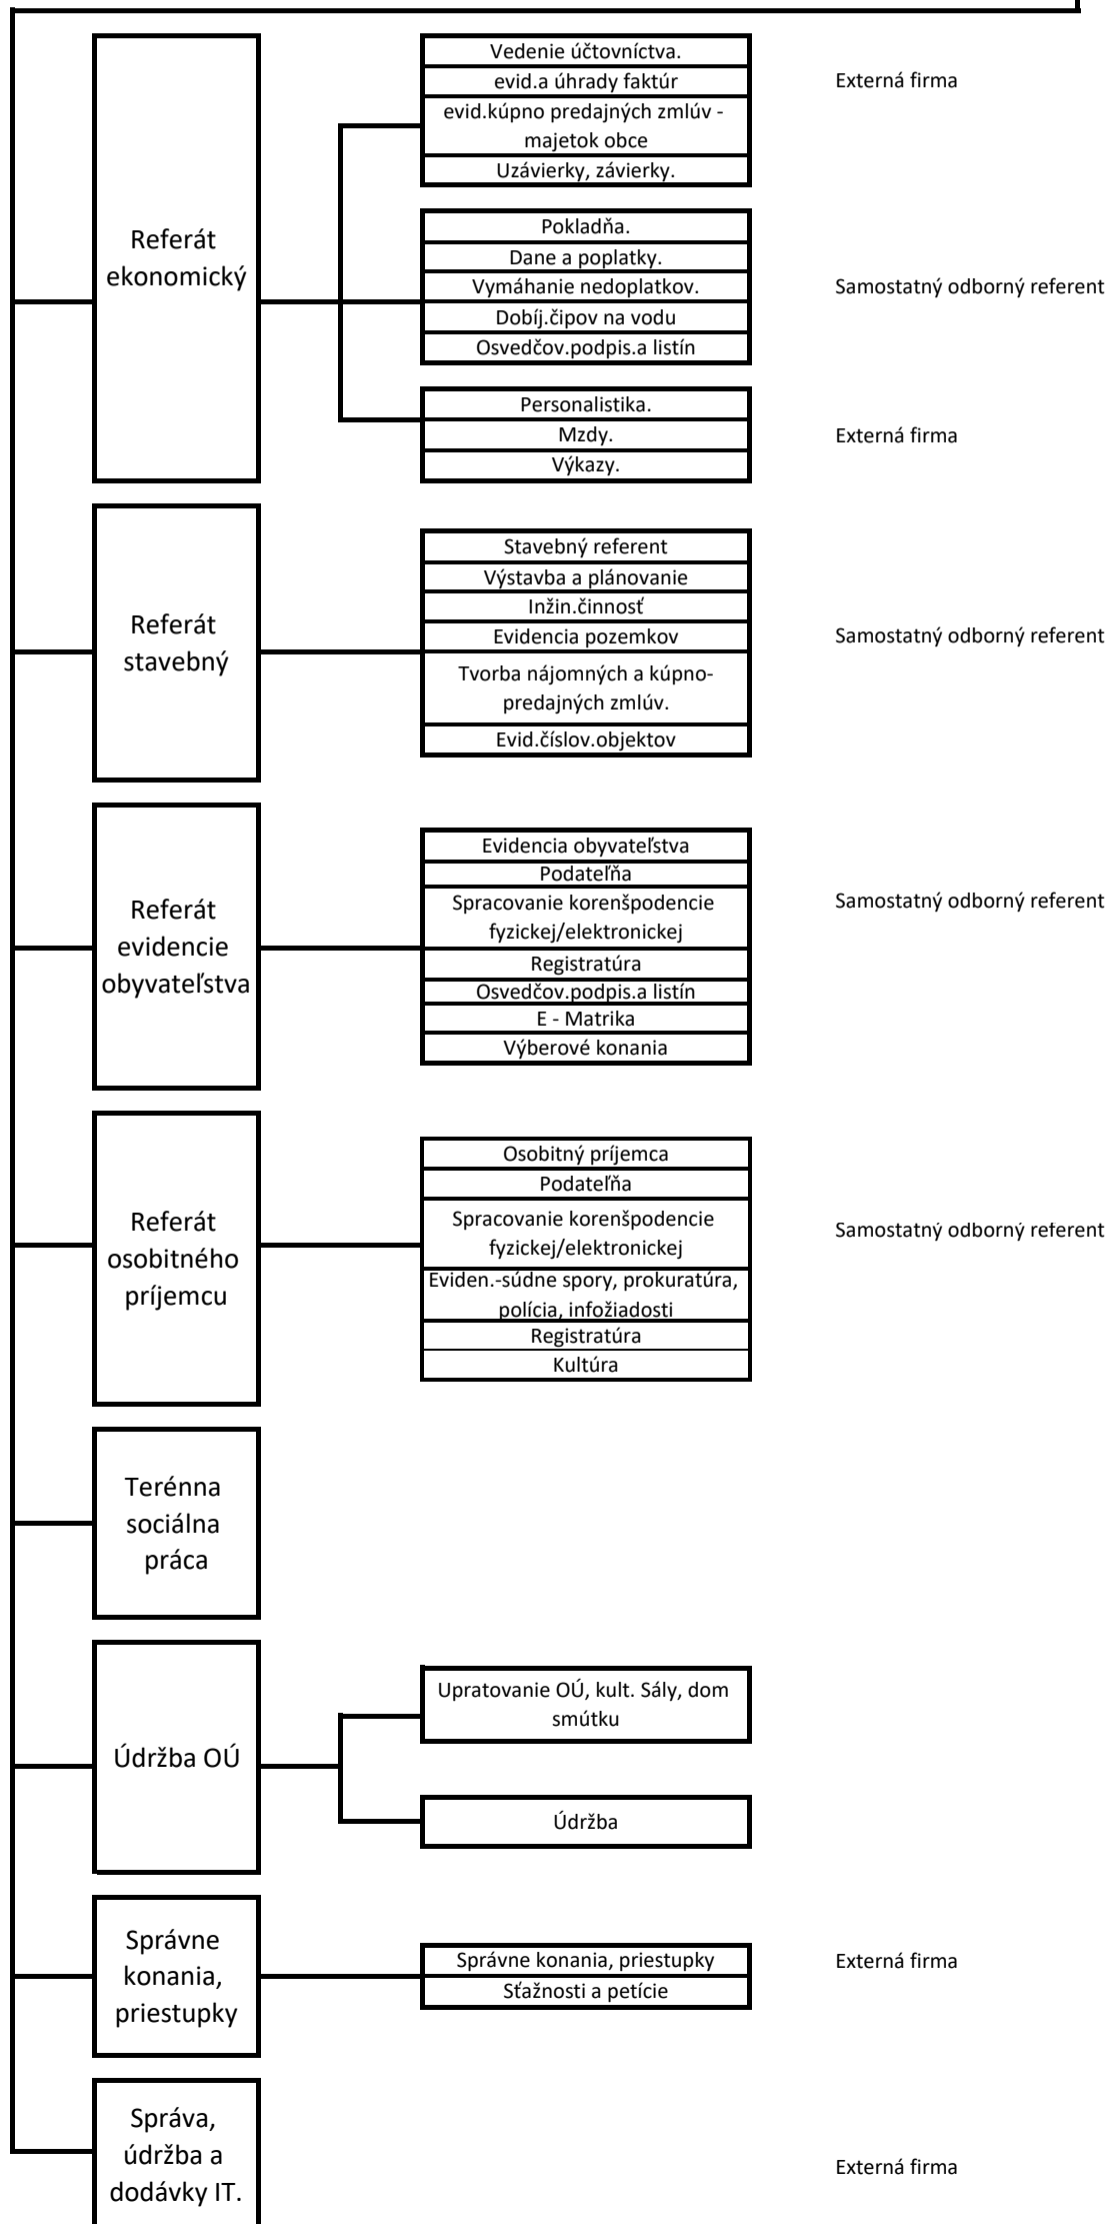 Referát
ekonomický
Vedenie účtovníctva.
evid.a úhrady faktúr
evid.kúpno predajných zmlúv -
majetok obce
Uzávierky, závierky.
Externá firma
Pokladňa.
Dane a poplatky.
Vymáhanie nedoplatkov.
Dobíj.čipov na vodu
Osvedčov.podpis.a listín
Samostatný odborný referent
Personalistika.
Mzdy.
Výkazy.
Externá firma
Referát
stavebný
Stavebný referent
Výstavba a plánovanie
Inžin.činnosť
Evidencia pozemkov
Tvorba nájomných a kúpno-
predajných zmlúv.
Evid.číslov.objektov
Samostatný odborný referent
Referát
evidencie
obyvateľstva
Evidencia obyvateľstva
Podateľňa
Spracovanie korenšpodencie
fyzickej/elektronickej
Registratúra
Osvedčov.podpis.a listín
E - Matrika
Výberové konania
Samostatný odborný referent
Referát
osobitného
príjemcu
Osobitný príjemca
Podateľňa
Spracovanie korenšpodencie
fyzickej/elektronickej
Eviden.-súdne spory, prokuratúra,
polícia, infožiadosti
Registratúra
Kultúra
Samostatný odborný referent
Terénna
sociálna
práca
Údržba OÚ
Upratovanie OÚ, kult. Sály, dom
smútku
Údržba
Správne
konania,
priestupky
Správne konania, priestupky
Sťažnosti a petície
Externá firma
Správa,
údržba a
dodávky IT.
Externá firma